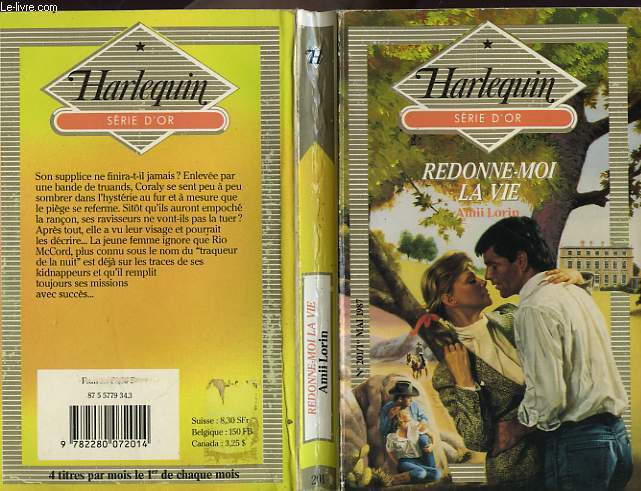 Le-livre.com
Harlequin
SÉRIE D'OR
Son supplice ne finira-t-il jamais ? Enlevée par
une bande de truands, Coraly se sent peu à peu
sombrer dans l'hystérie au fur et à mesure que
le piège se referme. Sitôt qu'ils auront empoché
la rançon, ses ravisseurs ne vont-ils pas la tuer ?
Après tout, elle a vu leur visage et pourrait
les décrire... La jeune femme ignore que Rio
McCord, plus connu sous le nom du "traqueur
de la nuit" est déjà sur les traces de ses
kidnappeurs et qu'il remplit
toujours ses missions
avec succès...
87 5 5779 34.3
9 782280 072014
Suisse : 8,30 SFr.
Belgique : 150 FB
Canada : 3,25 $
4 titres par mois le 1er de chaque mois
H
REDONNE-MOI LA VIE
Amii Lorin
201
Harlequin
SÉRIE D'OR
REDONNE-MOI
LA VIE
Amii Lorin
MAI 1987